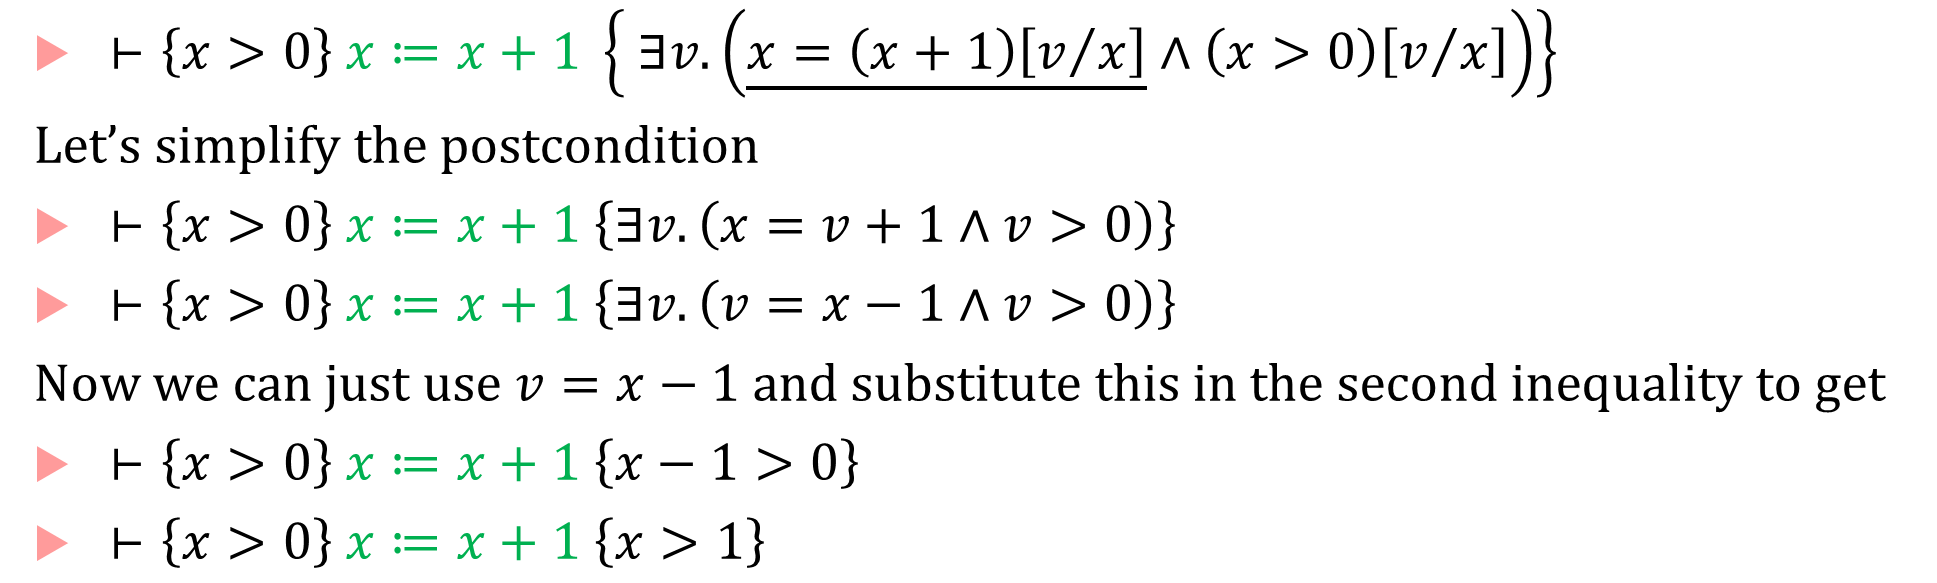 ▶ ⊢ {x > 0} x ≔ x + 1 { ∃v. (x = (x + 1)[v/x] ∧ (x > 0)[v/x])}
Let’s simplify the postcondition
▶ ⊢ {x > 0} x ≔ x + 1 {∃v. (x = v + 1 ∧ v > 0)}
▶ ⊢ {x > 0} x ≔ x + 1 {∃v. (v = x − 1 ∧ v > 0)}
Now we can just use v = x − 1 and substitute this in the second inequality to get
▶ ⊢ {x > 0} x ≔ x + 1 {x − 1 > 0}
▶ ⊢ {x > 0} x ≔ x + 1 {x > 1}